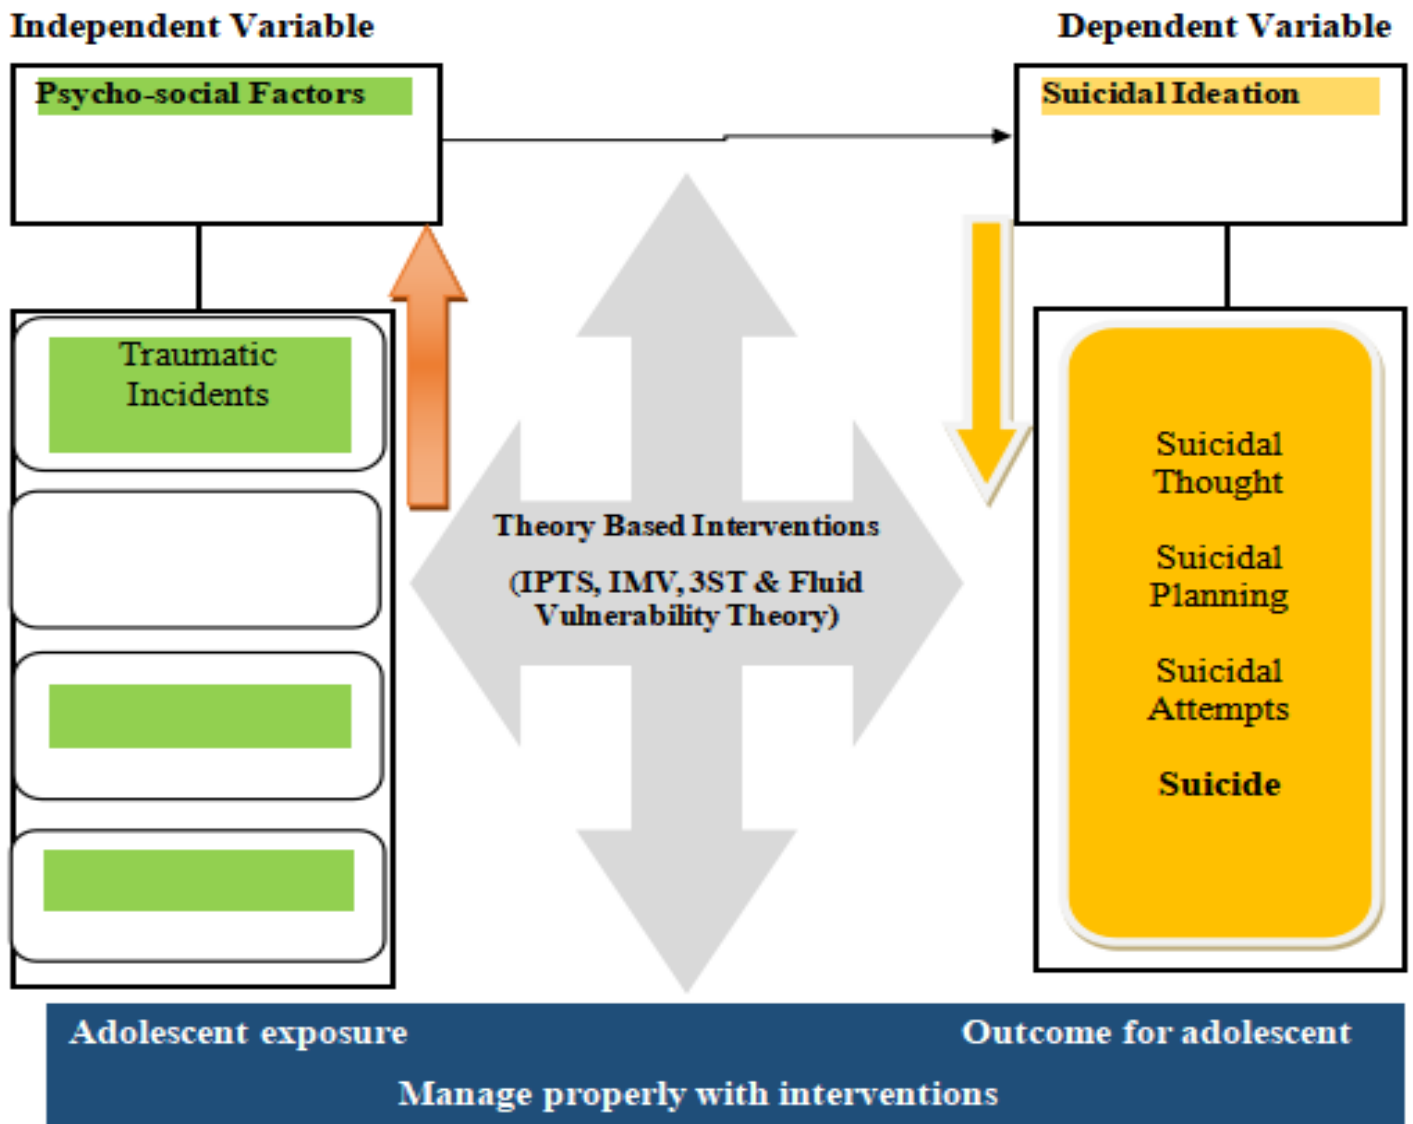 Independent Variable
Dependent Variable
Psycho-social Factors
Suicidal Ideation
Traumatic
Incidents
Theory Based Interventions
(IPTS, IMV, 3ST & Fluid
Vulnerability Theory)
Suicidal
Thought
Suicidal
Planning
Suicidal
Attempts
Suicide
Adolescent exposure
Outcome for adolescent
Manage properly with interventions